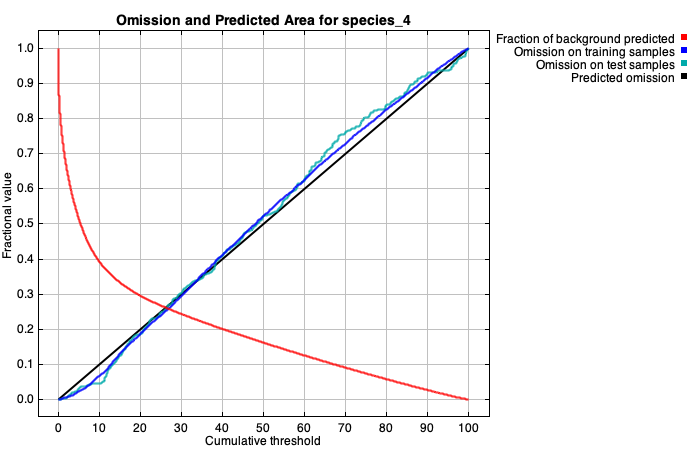 Omission and Predicted Area for species_4
Fraction of background predicted
Omission on training samples
Omission on test samples
Predicted omission
Fractional value
1.0
0.9
0.8
0.7
0.6
0.5
0.4
0.3
0.2
0.1
0.0
0 10 20 30 40 50 60 70 80 90 100
Cumulative threshold